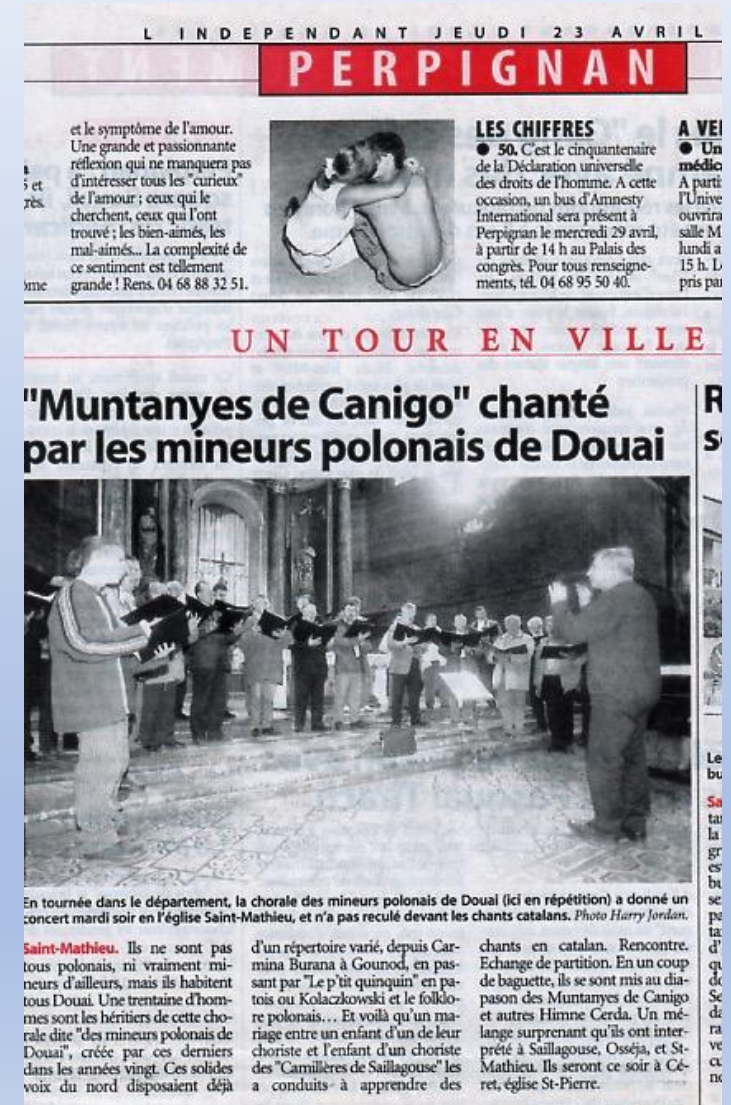 L INDEPENDANT JEUDI 23 AVRIL
PERPIGNAN
et le symptôme de l'amour.
Une grande et passionnante
réflexion qui ne manquera pas
d'intéresser tous les "curieux"
de l'amour ; ceux qui le
cherchent, ceux qui l'ont
trouvé ; les bien-aimés, les
mal-aimés... La complexité de
ce sentiment est tellement
grande ! Rens. 04 68 88 32 51.
LES CHIFFRES
● 50. C'est le cinquantenaire
de la Déclaration universelle
des droits de l'homme. A cette
occasion, un bus d'Amnesty
International sera présent à
Perpignan le mercredi 29 avril,
à partir de 14 h au Palais des
congrès. Pour tous renseigne-
ments, tél. 04 68 95 50 40.
UN TOUR EN VILLE
"Muntanyes de Canigo" chanté
par les mineurs polonais de Douai
En tournée dans le département, la chorale des mineurs polonais de Douai (ici en répétition) a donné un
concert mardi soir en l'église Saint-Mathieu, et n'a pas reculé devant les chants catalans. Photo Harry Jordan.
Saint-Mathieu. Ils ne sont pas
tous polonais, ni vraiment mi-
neurs d'ailleurs, mais ils habitent
tous Douai. Une trentaine d'hom-
mes sont les héritiers de cette cho-
rale dite "des mineurs polonais de
Douai", créée par ces derniers
dans les années vingt. Ces solides
voix du nord disposaient déjà
d'un répertoire varié, depuis Car-
mina Burana à Gounod, en pas-
sant par "Le p'tit quinquin" en pa-
tois ou Kolaczkowski et le folklo-
re polonais… Et voilà qu'un ma-
riage entre un enfant d'un de leur
choriste et l'enfant d'un choriste
des "Camillères de Saillagouse" les
a conduits à apprendre des
chants en catalan. Rencontre.
Echange de partition. En un coup
de baguette, ils se sont mis au dia-
pason des Muntanyes de Canigo
et autres Himne Cerda. Un mé-
lange surprenant qu'ils ont inter-
prété à Saillagouse, Osséja, et St-
Mathieu. Ils seront ce soir à Cé-
ret, église St-Pierre.